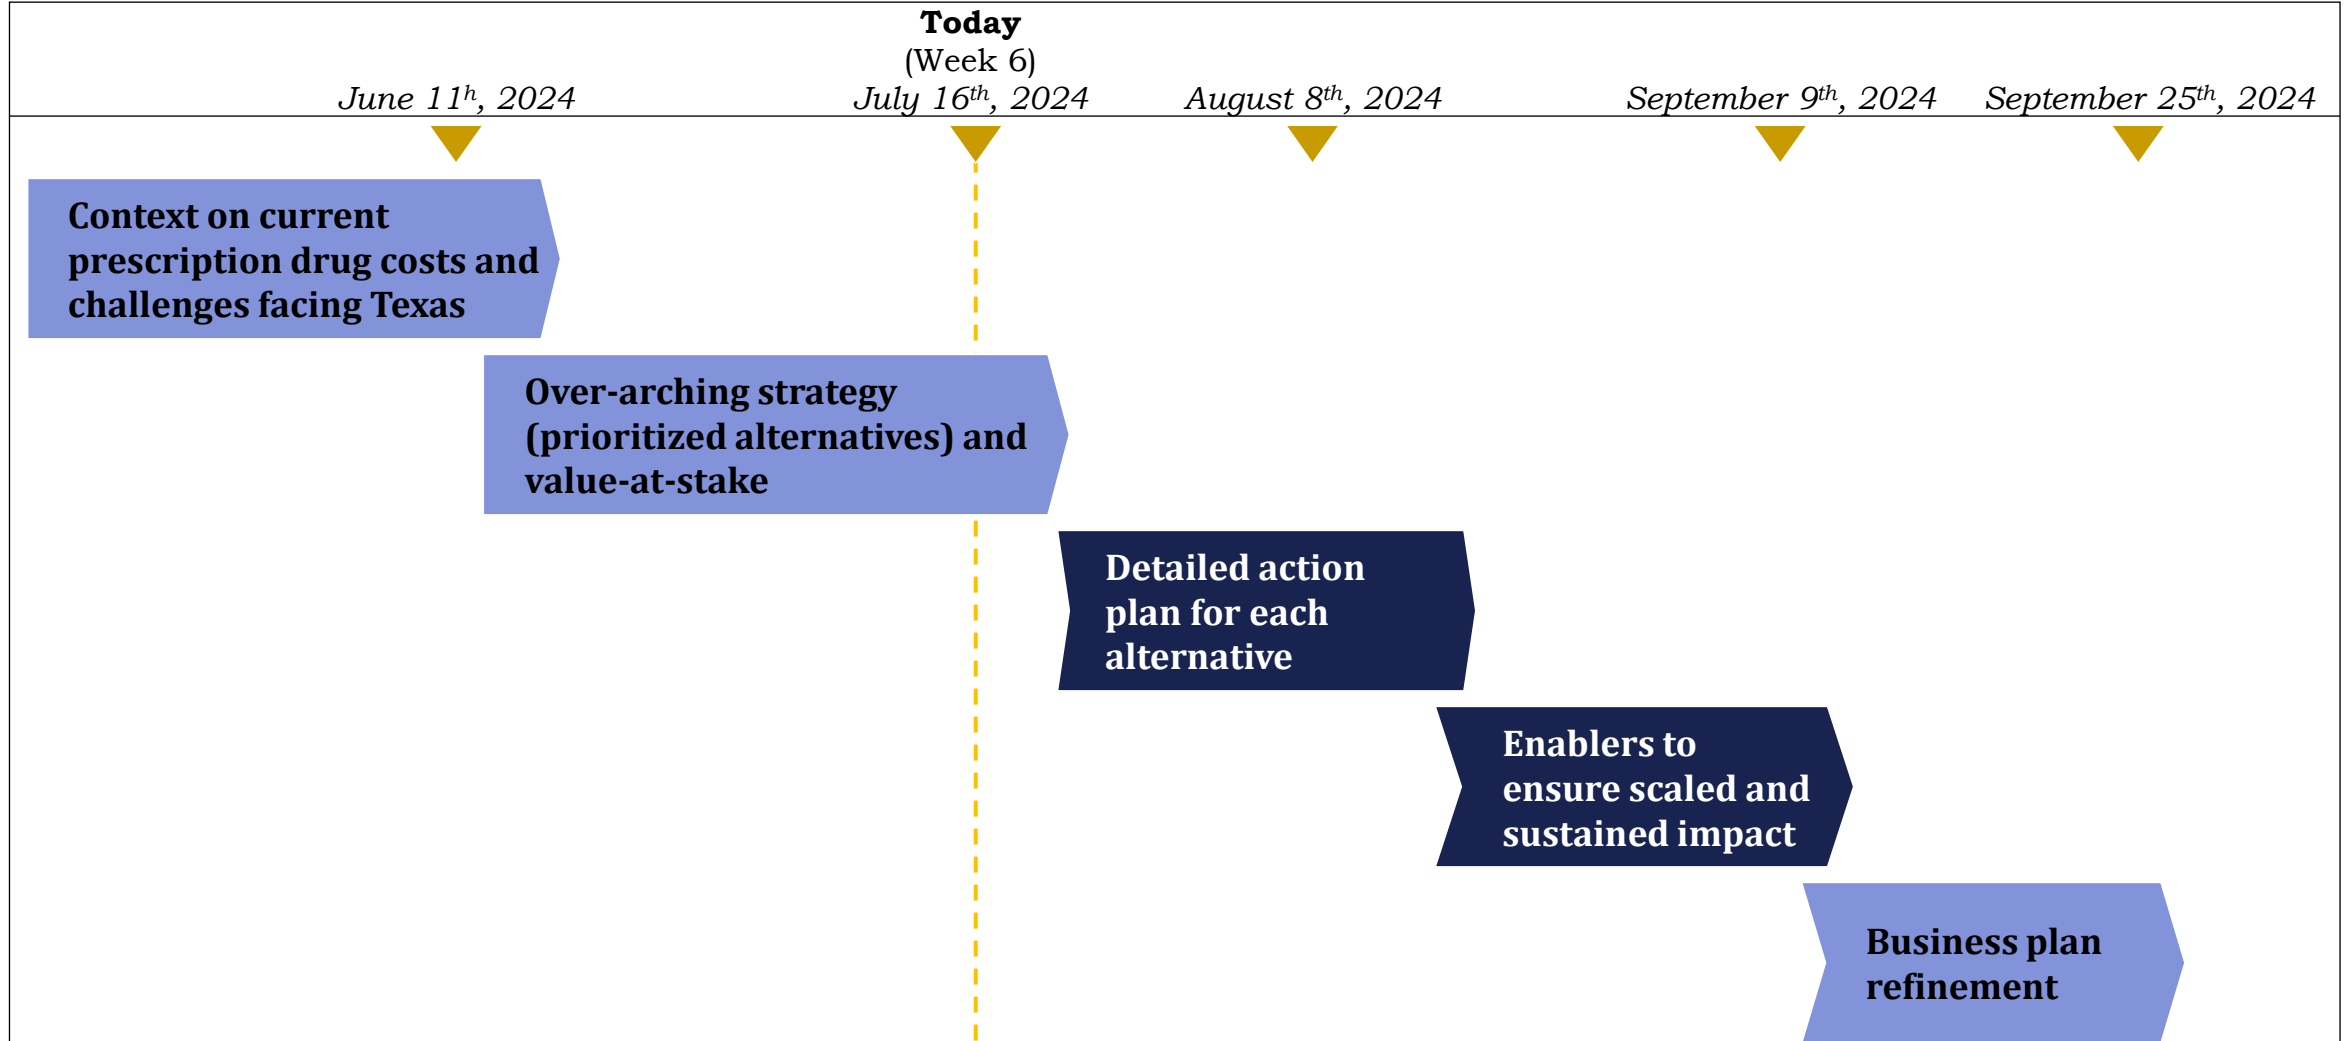 Today
(Week 6)
June 11h, 2024
July 16th, 2024
August 8th, 2024
September 9th, 2024
September 25th, 2024
Context on current
prescription drug costs and
challenges facing Texas
Over-arching strategy
(prioritized alternatives) and
value-at-stake
Detailed action
plan for each
alternative
Enablers to
ensure scaled and
sustained impact
Business plan
refinement